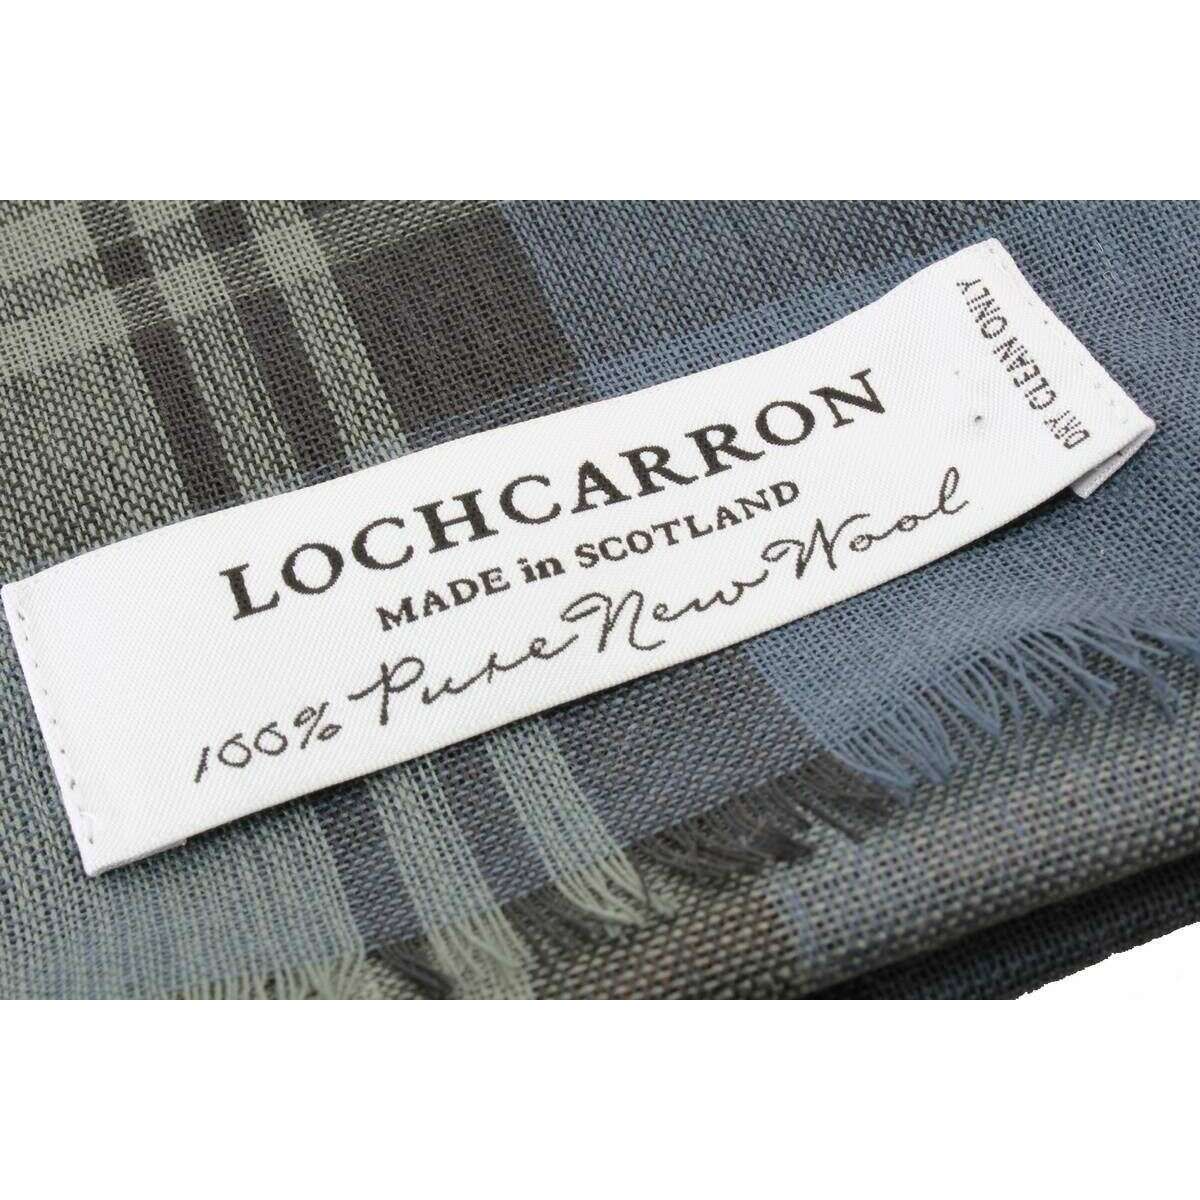 LOCHCARRON
MADE in SCOTLAND
100% Pure New Wool
DRY CLEAN ONLY